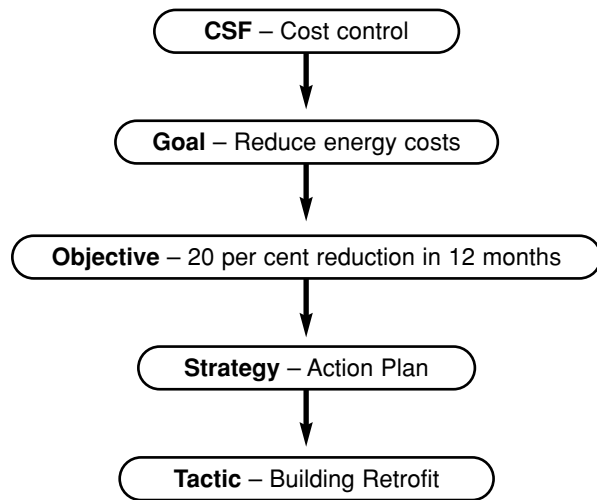 CSF – Cost control
Goal – Reduce energy costs
Objective – 20 per cent reduction in 12 months
Strategy – Action Plan
Tactic – Building Retrofit